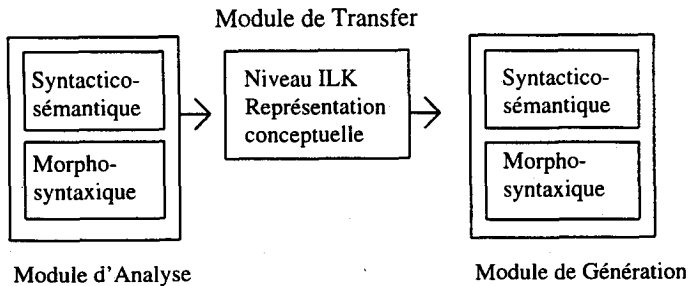 Module de Transfer
Syntactico-
sémantique
Morpho-
syntaxique
Niveau ILK
Représentation
conceptuelle
Syntactico-
sémantique
Morpho-
syntaxique
Module d'Analyse
Module de Génération